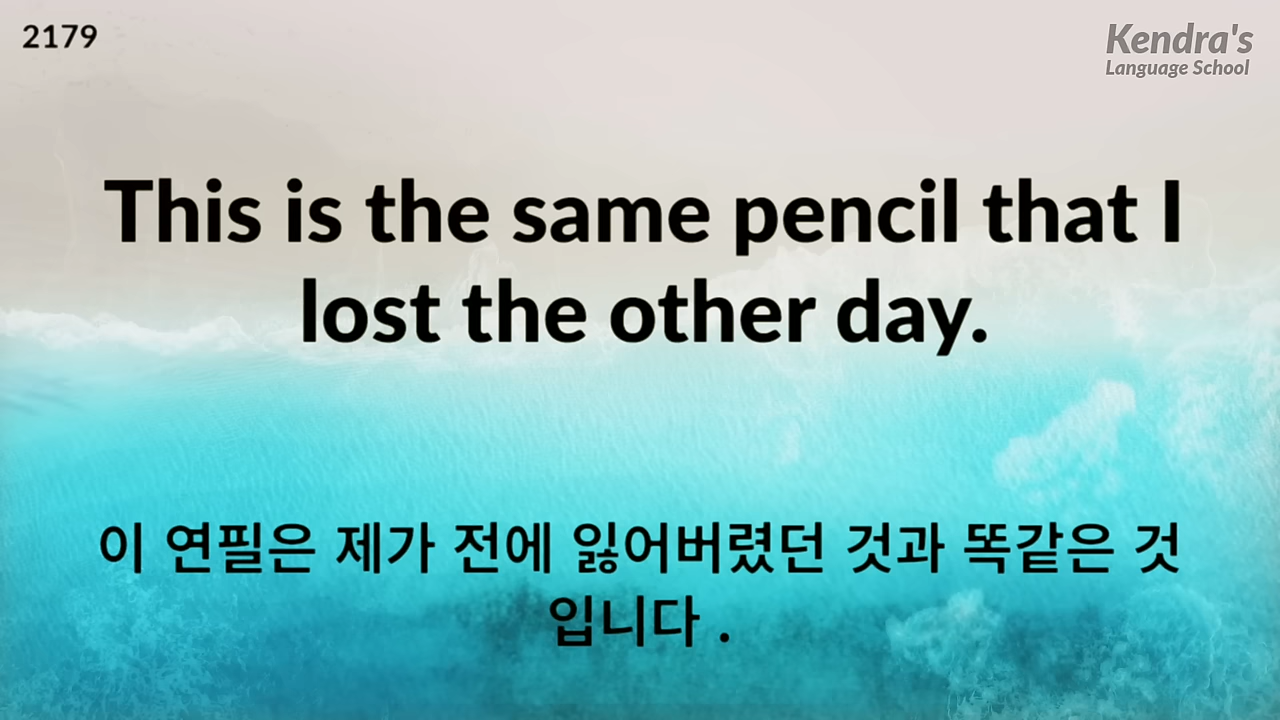 2179
Kendra's
Language School
This is the same pencil that I
lost the other day.
이 연필은 제가 전에 잃어버렸던 것과 똑같은 것
입니다 .